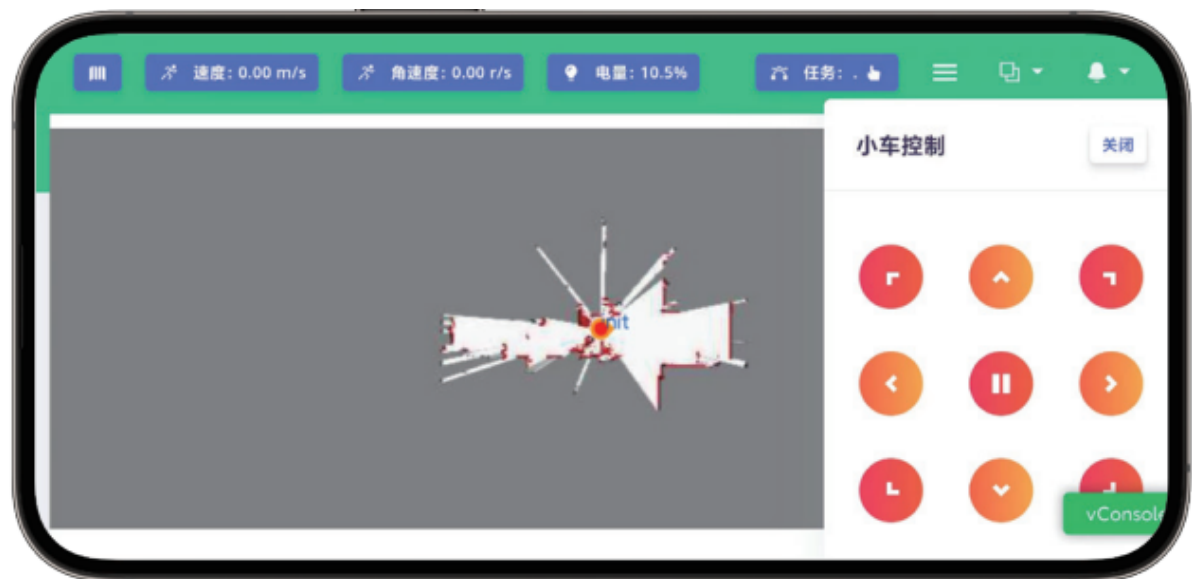 速度: 0.00 m/s
角速度: 0.00 r/s
电量: 10.5%
任务: .
小车控制
关闭
nit
vConsole